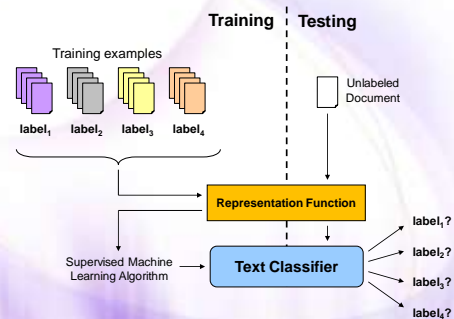 Training Testing
Training examples
Unlabeled
Document
label₁ label₂ label₃ label₄
Representation Function
label₁?
label₂?
Supervised Machine
Learning Algorithm
Text Classifier
label₃?
label₄?